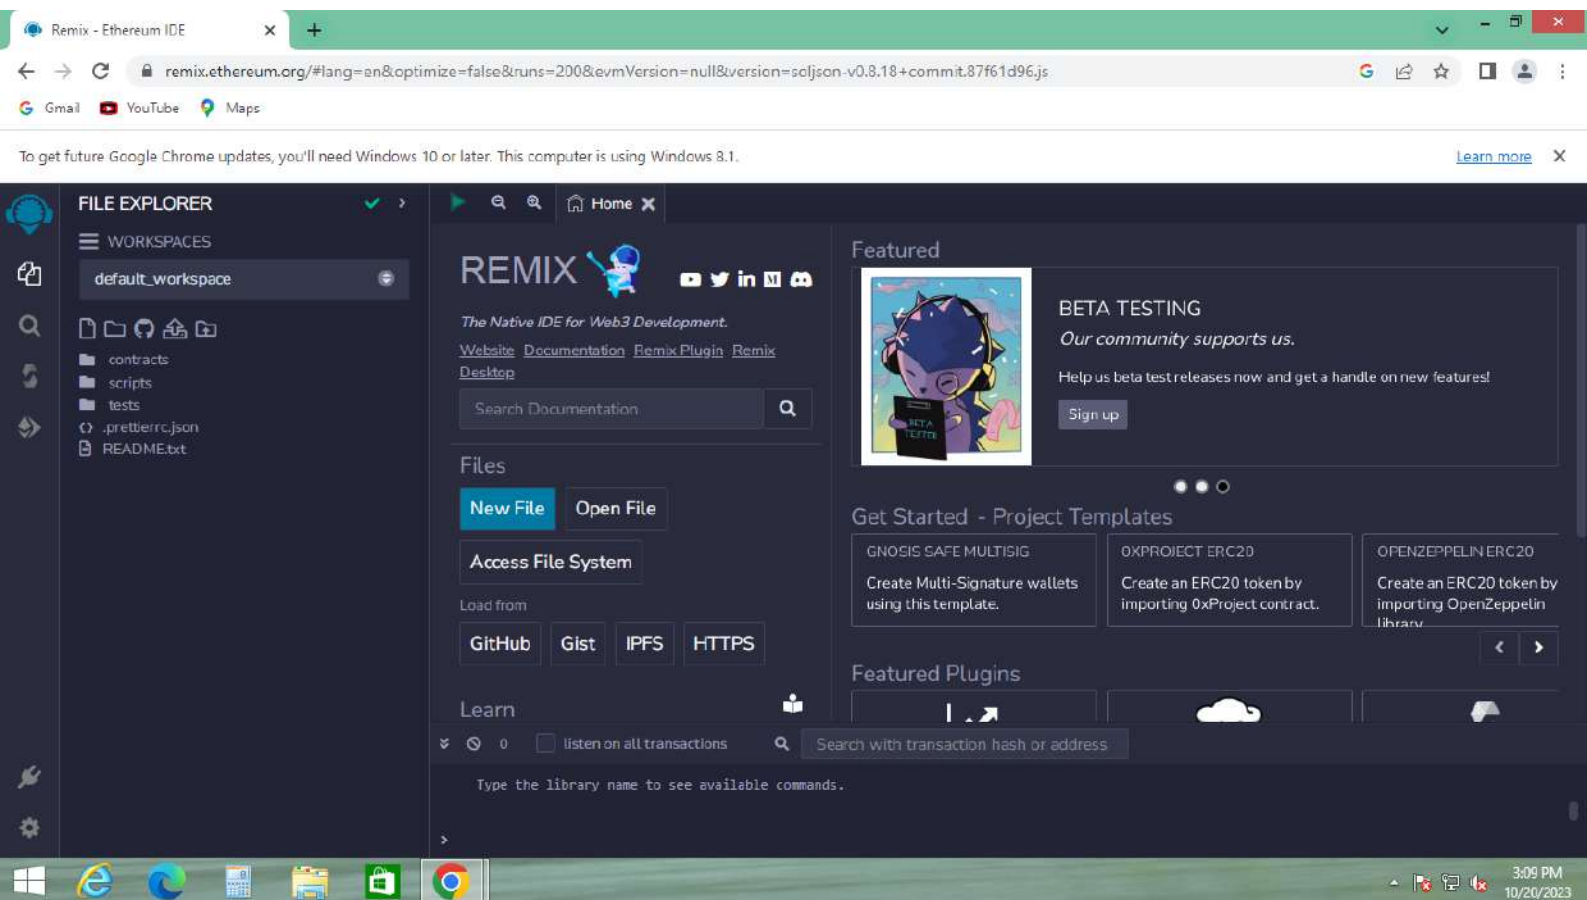 Remix - Ethereum IDE
remix.ethereum.org/#lang=en&optimize=false&runs=200&evmVersion=null&version=soljson-v0.8.18+commit.87f61d96.js
Gmail YouTube Maps
To get future Google Chrome updates, you'll need Windows 10 or later. This computer is using Windows 8.1. Learn more
FILE EXPLORER
WORKSPACES
default_workspace
contracts
scripts
tests
.prettierrc.json
README.txt
Home
REMIX
The Native IDE for Web3 Development.
Website Documentation Remix Plugin Remix
Desktop
Search Documentation
Files
New File Open File
Access File System
Load from
GitHub Gist IPFS HTTPS
Learn
Featured
BETA TESTER
BETA TESTING
Our community supports us.
Help us beta test releases now and get a handle on new features!
Sign up
Get Started - Project Templates
GNOSIS SAFE MULTISIG
Create Multi-Signature wallets
using this template.
0XPROJECT ERC20
Create an ERC20 token by
importing 0xProject contract.
OPENZEPPELIN ERC20
Create an ERC20 token by
importing OpenZeppelin
library
Featured Plugins
0 listen on all transactions Search with transaction hash or address
Type the library name to see available commands.
>
3:09 PM
10/20/2023